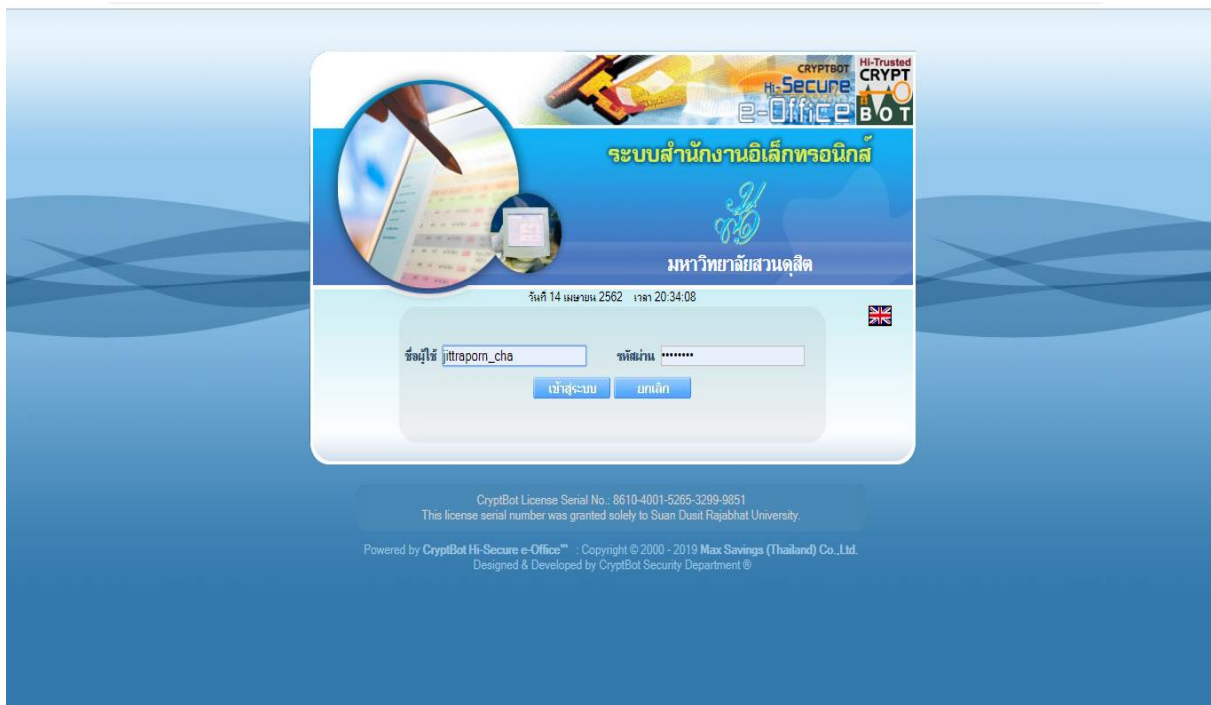 CRYPTBOT
Hi-Secure
e-Office
Hi-Trusted
CRYPT
BOT
ระบบสำนักงานอิเล็กทรอนิกส์
มหาวิทยาลัยสวนดุสิต
วันที่ 14 เมษายน 2562 เวลา 20:34:08
ชื่อผู้ใช้ jittraporn_cha รหัสผ่าน ••••••••
เข้าสู่ระบบ ยกเลิก
CryptBot License Serial No.: 8610-4001-5265-3299-9851
This license serial number was granted solely to Suan Dusit Rajabhat University.
Powered by CryptBot Hi-Secure e-Office™ : Copyright © 2000 - 2019 Max Savings (Thailand) Co.,Ltd.
Designed & Developed by CryptBot Security Department ®